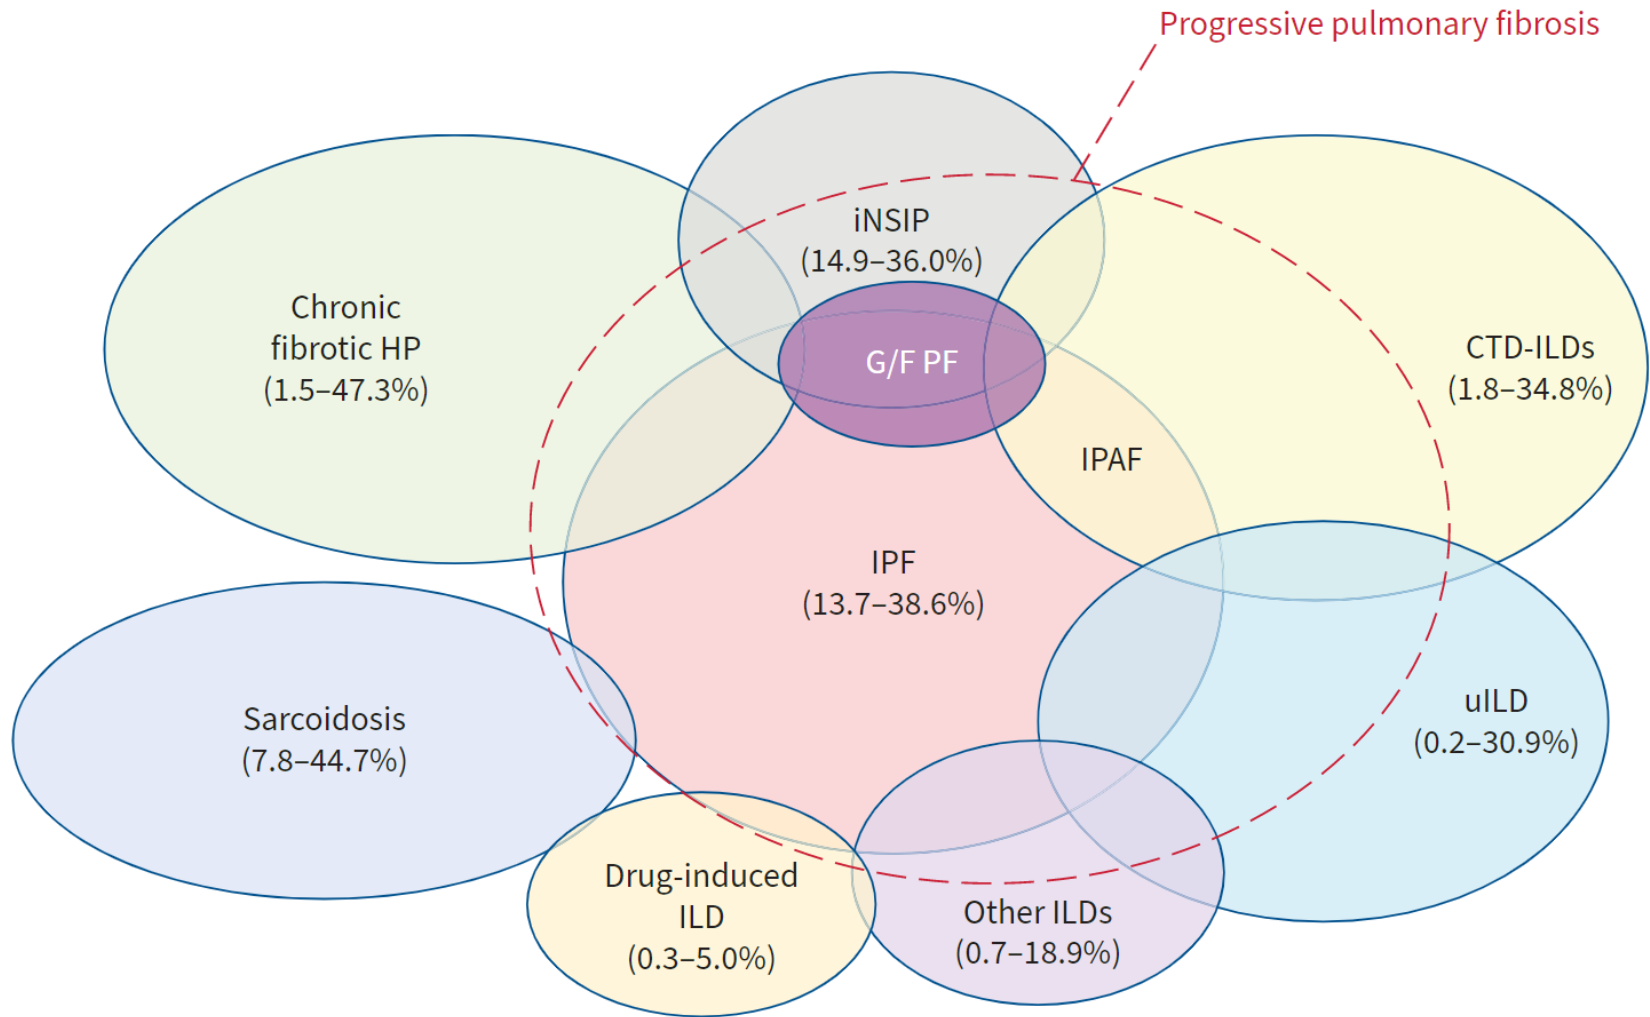 Progressive pulmonary fibrosis
iNSIP
(14.9–36.0%)
Chronic
fibrotic HP
(1.5–47.3%)
G/F PF
CTD-ILDs
(1.8–34.8%)
IPAF
IPF
(13.7–38.6%)
Sarcoidosis
(7.8–44.7%)
uILD
(0.2–30.9%)
Drug-induced
ILD
(0.3–5.0%)
Other ILDs
(0.7–18.9%)